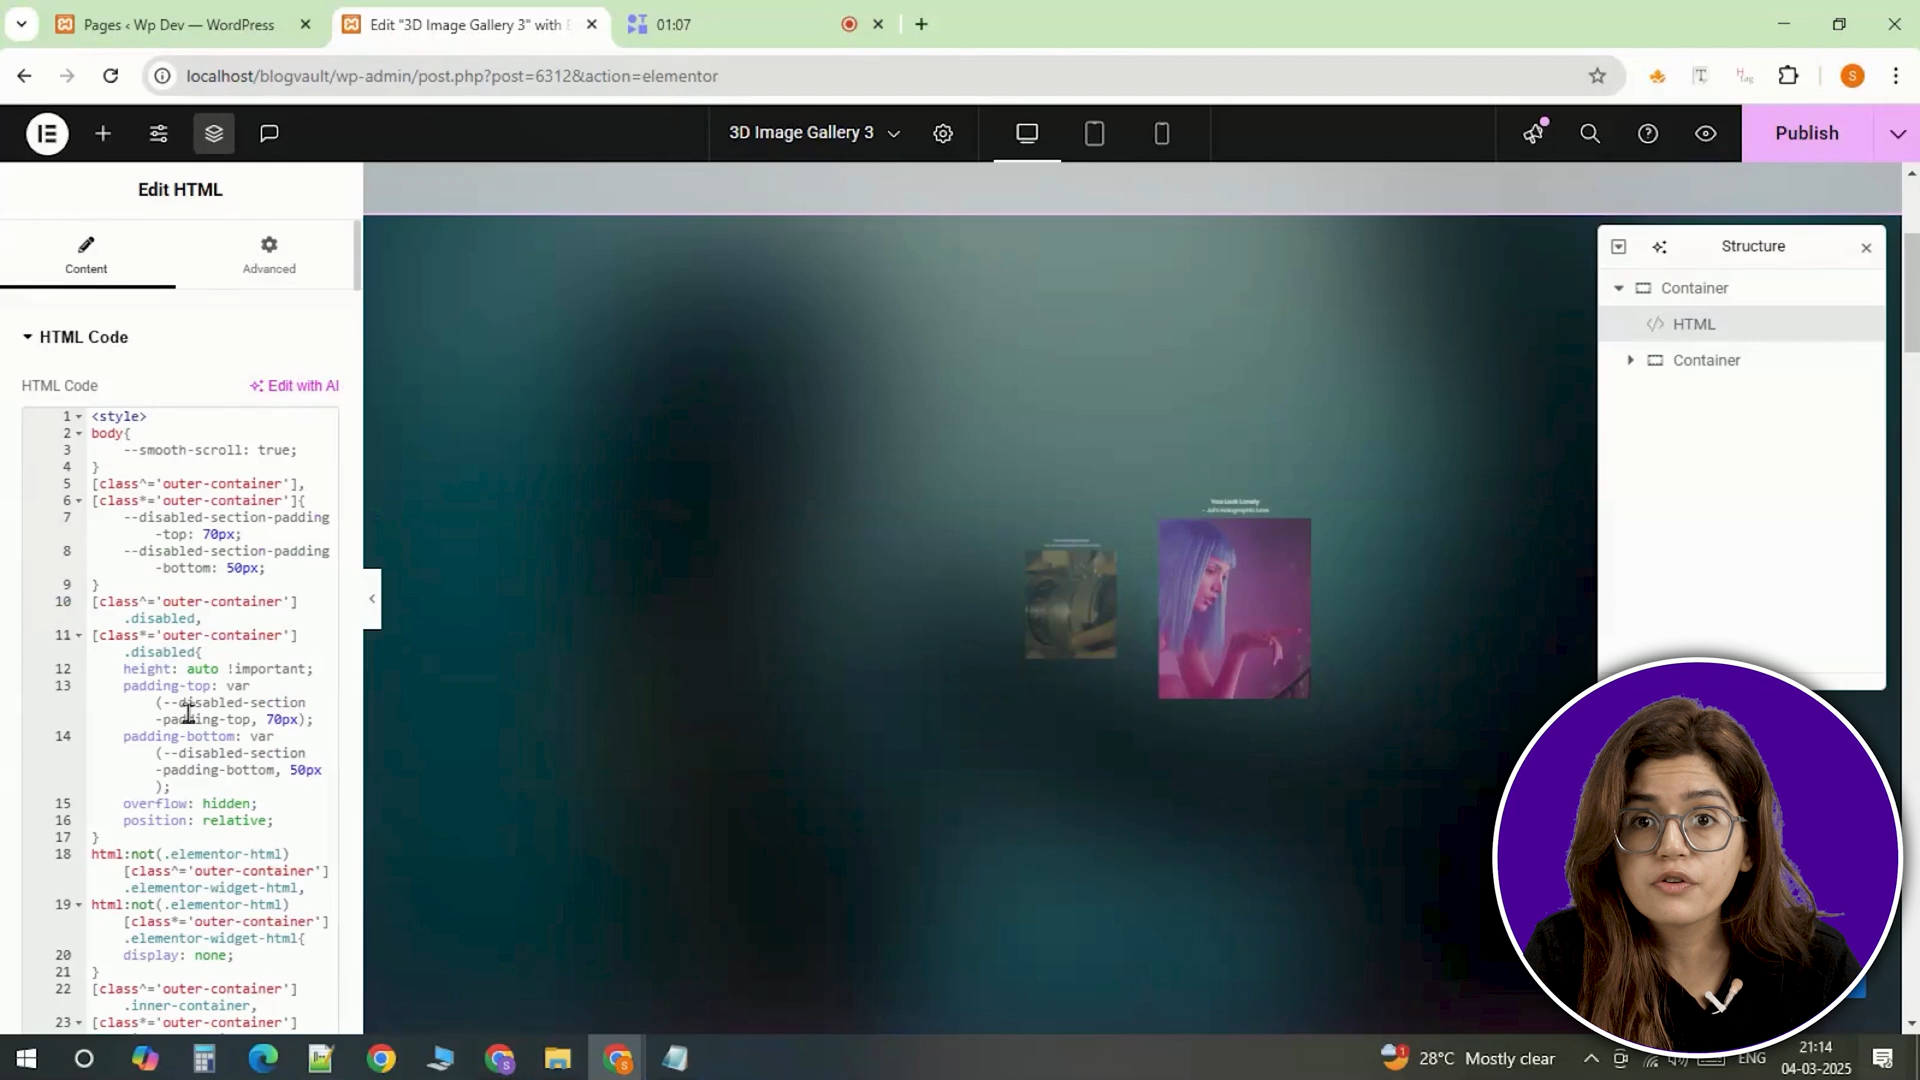 Pages ‹ Wp Dev — WordPress
Edit "3D Image Gallery 3" with
01:07
localhost/blogvault/wp-admin/post.php?post=6312&action=elementor
S
3D Image Gallery 3
Publish
Edit HTML
Content
Advanced
HTML Code
HTML Code
Edit with AI
1 <style>
2 body{
3 --smooth-scroll: true;
4 }
5 [class^='outer-container'],
6 [class*='outer-container']{
7 --disabled-section-padding
-top: 70px;
8 --disabled-section-padding
-bottom: 50px;
9 }
10 [class^='outer-container']
.disabled,
11 [class*='outer-container']
.disabled{
12 height: auto !important;
13 padding-top: var
(--disabled-section
-padding-top, 70px);
14 padding-bottom: var
(--disabled-section
-padding-bottom, 50px
);
15 overflow: hidden;
16 position: relative;
17 }
18 html:not(.elementor-html)
[class^='outer-container']
.elementor-widget-html,
19 html:not(.elementor-html)
[class*='outer-container']
.elementor-widget-html{
20 display: none;
21 }
22 [class^='outer-container']
.inner-container,
23 [class*='outer-container']
You Look Lonely
- Joi's Holographic Love
Structure
Container
HTML
Container
28°C Mostly clear
ENG
21:14
04-03-2025